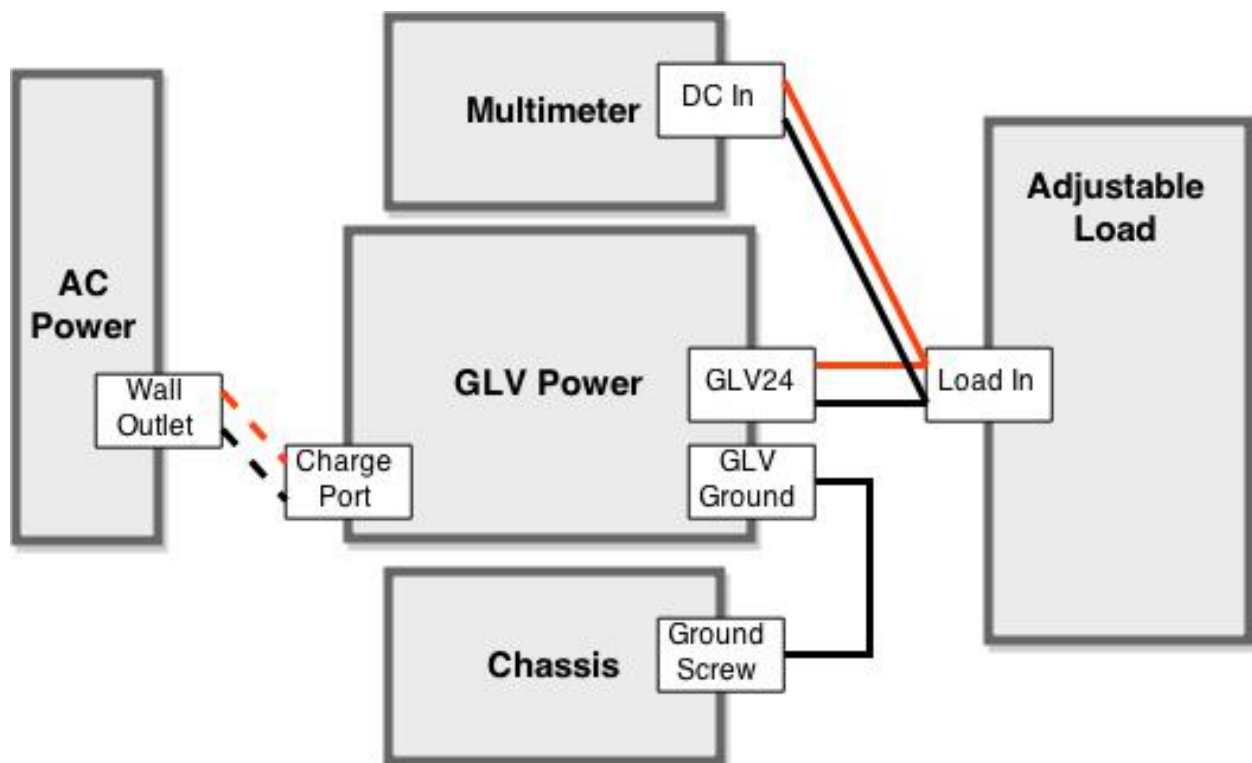 Multimeter
DC In
Adjustable
Load
AC
Power
Wall
Outlet
GLV Power
GLV24
Load In
Charge
Port
GLV
Ground
Chassis
Ground
Screw